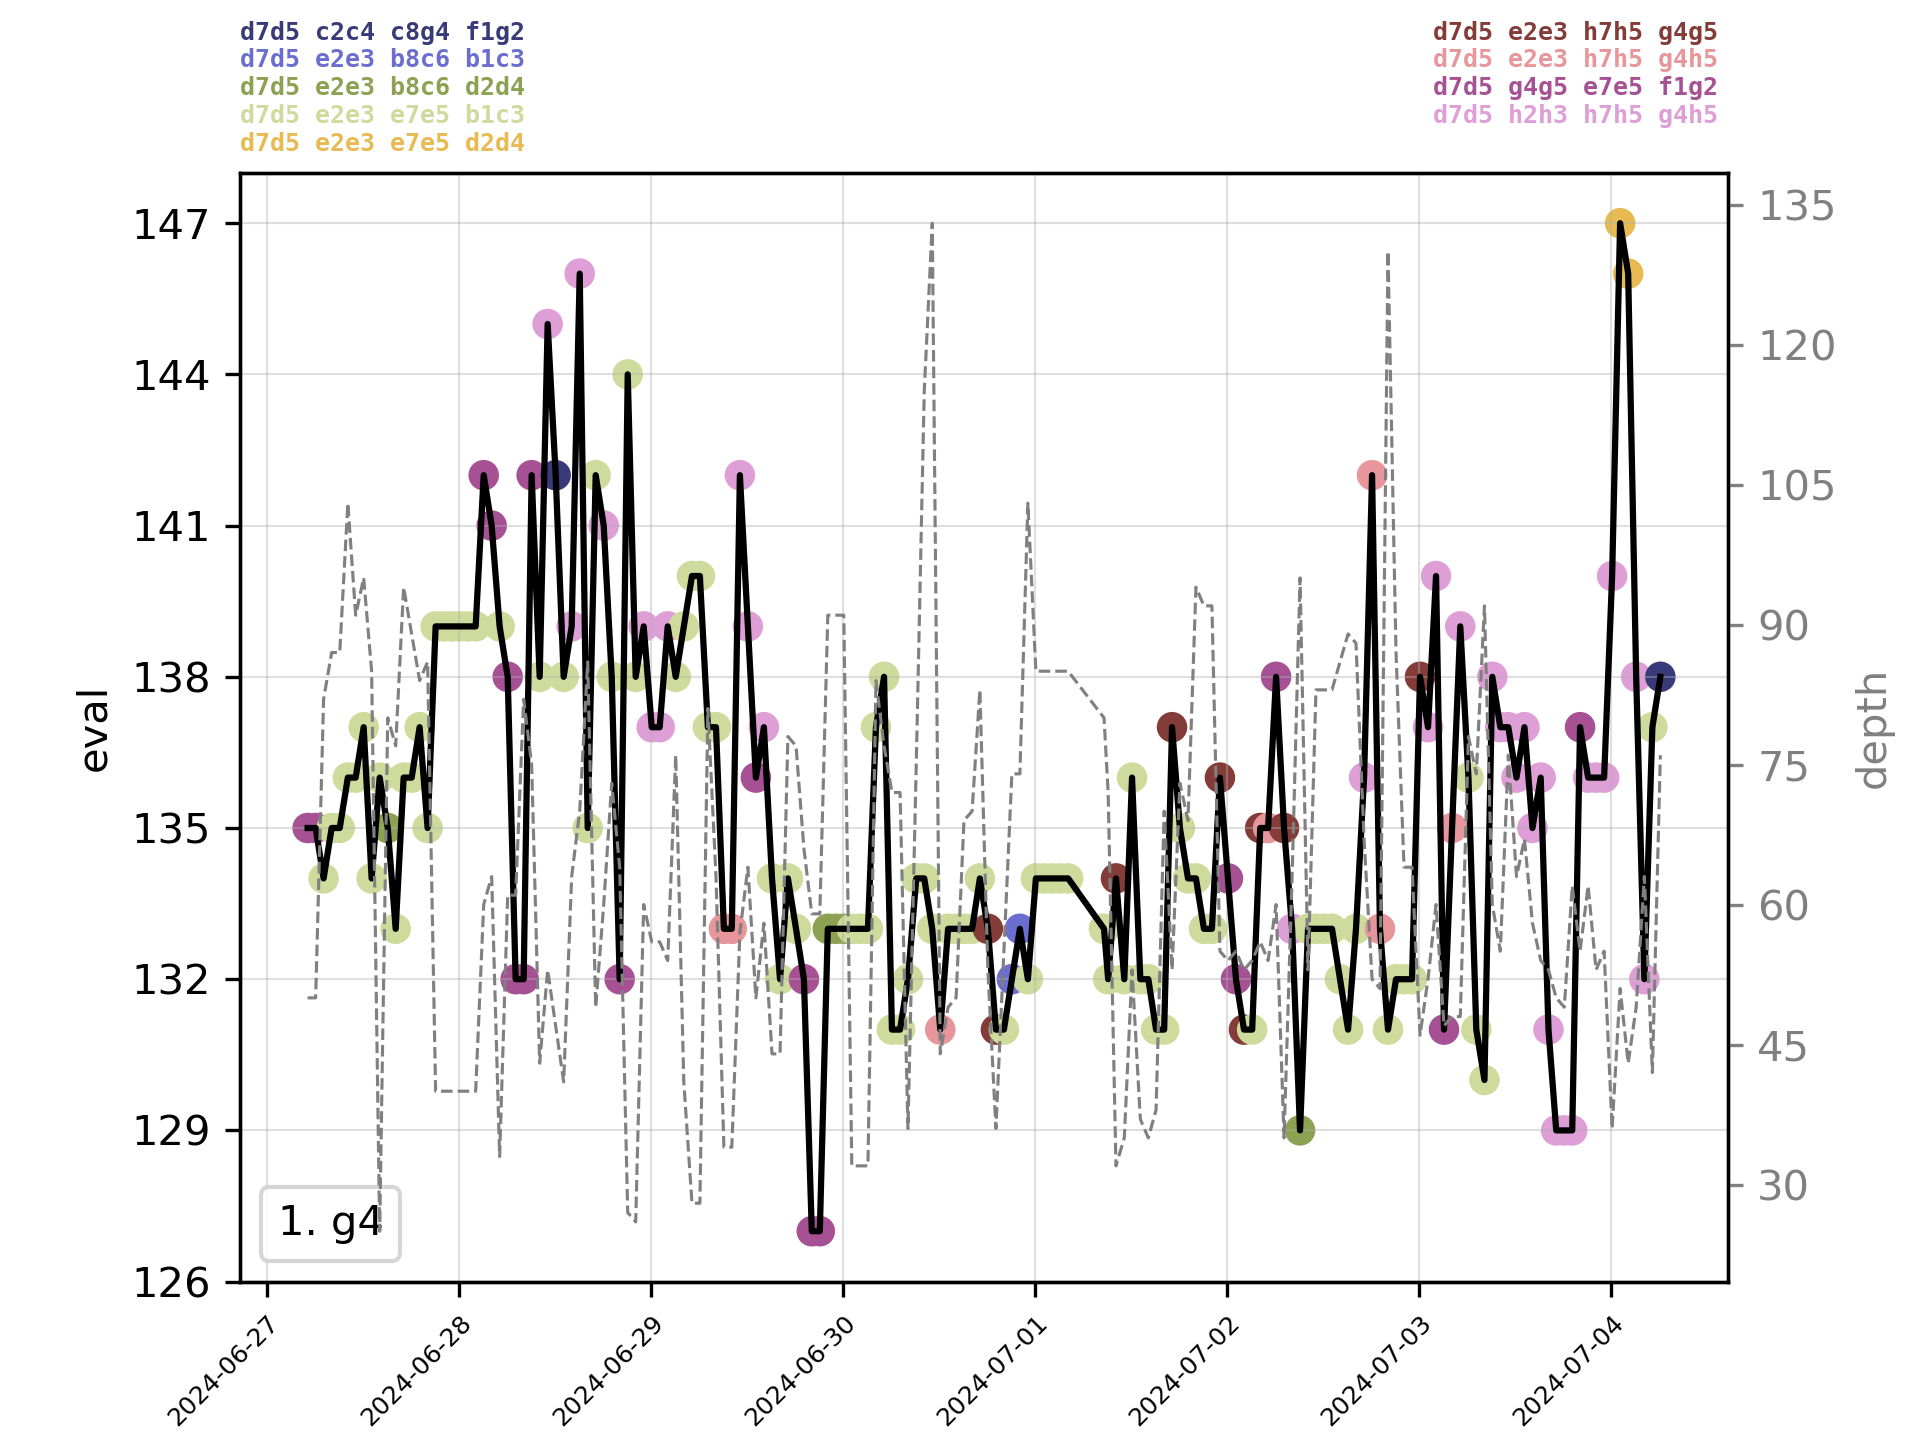 d7d5 c2c4 c8g4 f1g2
d7d5 e2e3 b8c6 b1c3
d7d5 e2e3 b8c6 d2d4
d7d5 e2e3 e7e5 b1c3
d7d5 e2e3 e7e5 d2d4
d7d5 e2e3 h7h5 g4g5
d7d5 e2e3 h7h5 g4h5
d7d5 g4g5 e7e5 f1g2
d7d5 h2h3 h7h5 g4h5
147
144
141
138
135
132
129
126
eval
135
120
105
90
75
60
45
30
depth
1. g4
2024-06-27
2024-06-28
2024-06-29
2024-06-30
2024-07-01
2024-07-02
2024-07-03
2024-07-04